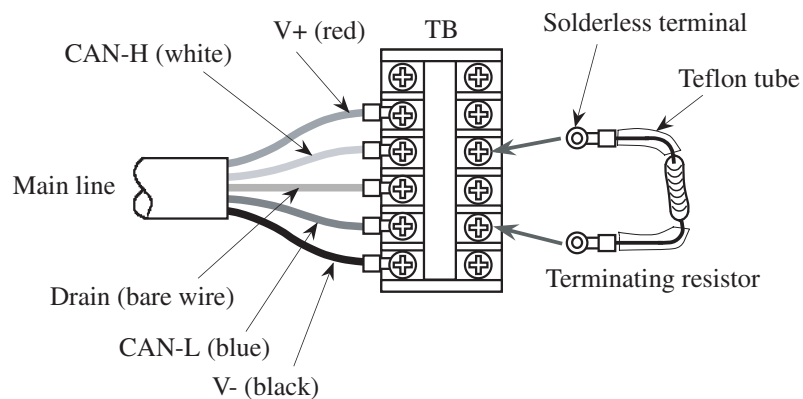 V+ (red)
TB
Solderless terminal
CAN-H (white)
Teflon tube
Main line
Terminating resistor
Drain (bare wire)
CAN-L (blue)
V- (black)